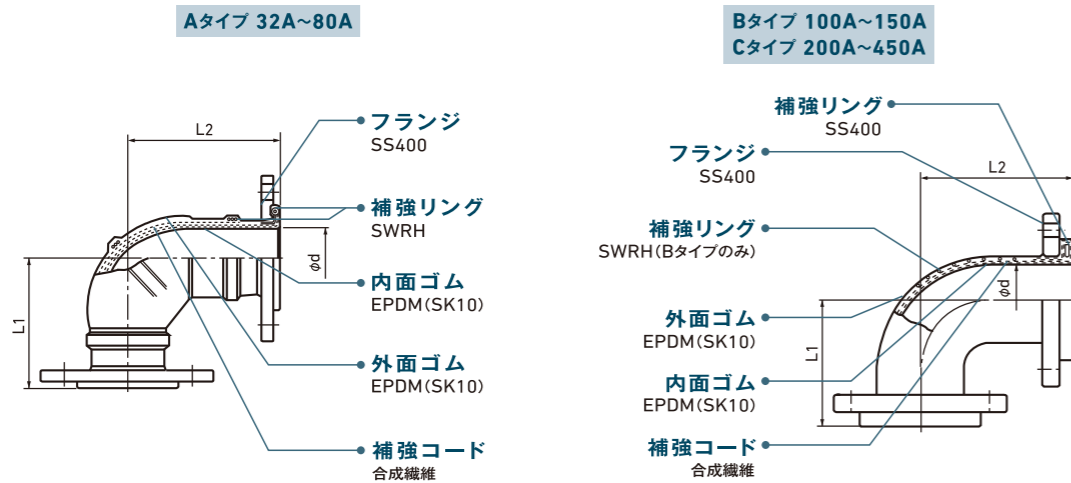 Aタイプ 32A~80A
L2
フランジ
SS400
補強リング
SWRH
φd
内面ゴム
EPDM(SK10)
L1
外面ゴム
EPDM(SK10)
補強コード
合成繊維
Bタイプ 100A~150A
Cタイプ 200A~450A
補強リング
SS400
フランジ
SS400
L2
補強リング
SWRH(Bタイプのみ)
φd
外面ゴム
EPDM(SK10)
L1
内面ゴム
EPDM(SK10)
補強コード
合成繊維